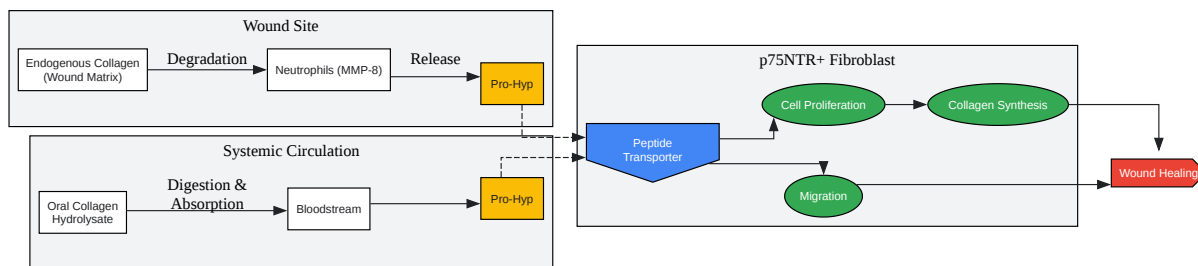 Wound Site
Endogenous Collagen
(Wound Matrix)
Degradation
Neutrophils (MMP-8)
Release
Pro-Hyp
Systemic Circulation
Oral Collagen
Hydrolysate
Digestion &
Absorption
Bloodstream
Pro-Hyp
p75NTR+ Fibroblast
Peptide
Transporter
Cell Proliferation
Collagen Synthesis
Migration
Wound Healing